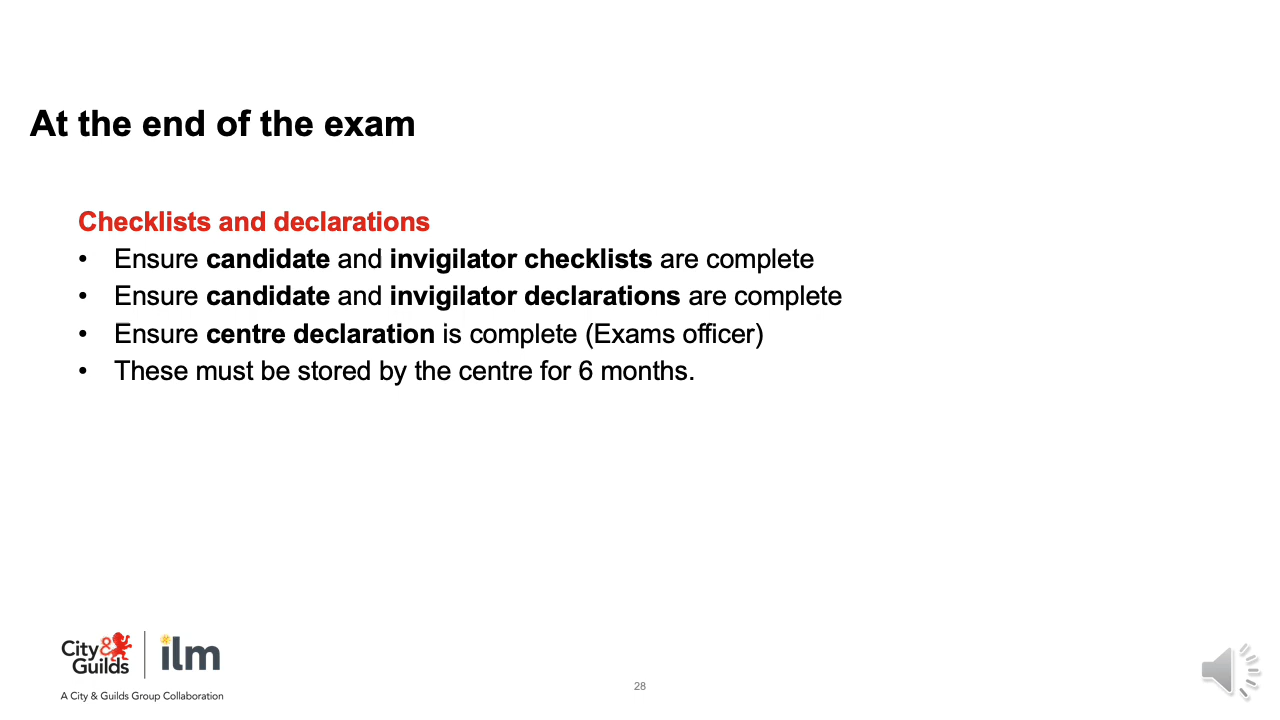 At the end of the exam
Checklists and declarations
• Ensure candidate and invigilator checklists are complete
• Ensure candidate and invigilator declarations are complete
• Ensure centre declaration is complete (Exams officer)
• These must be stored by the centre for 6 months.
City & Guilds
ilm
A City & Guilds Group Collaboration
28